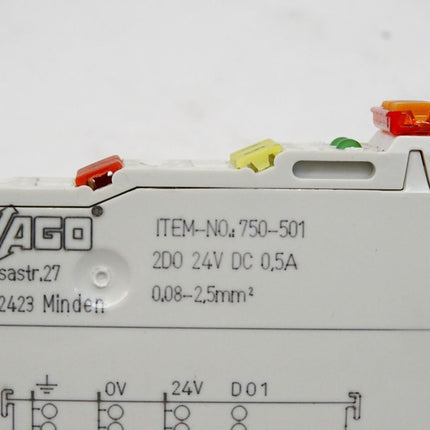 WAGO®
ITEM-NO.: 750-501
sastr.27
2DO 24V DC 0,5A
2423 Minden
0,08-2,5mm²
0V 24V DO1